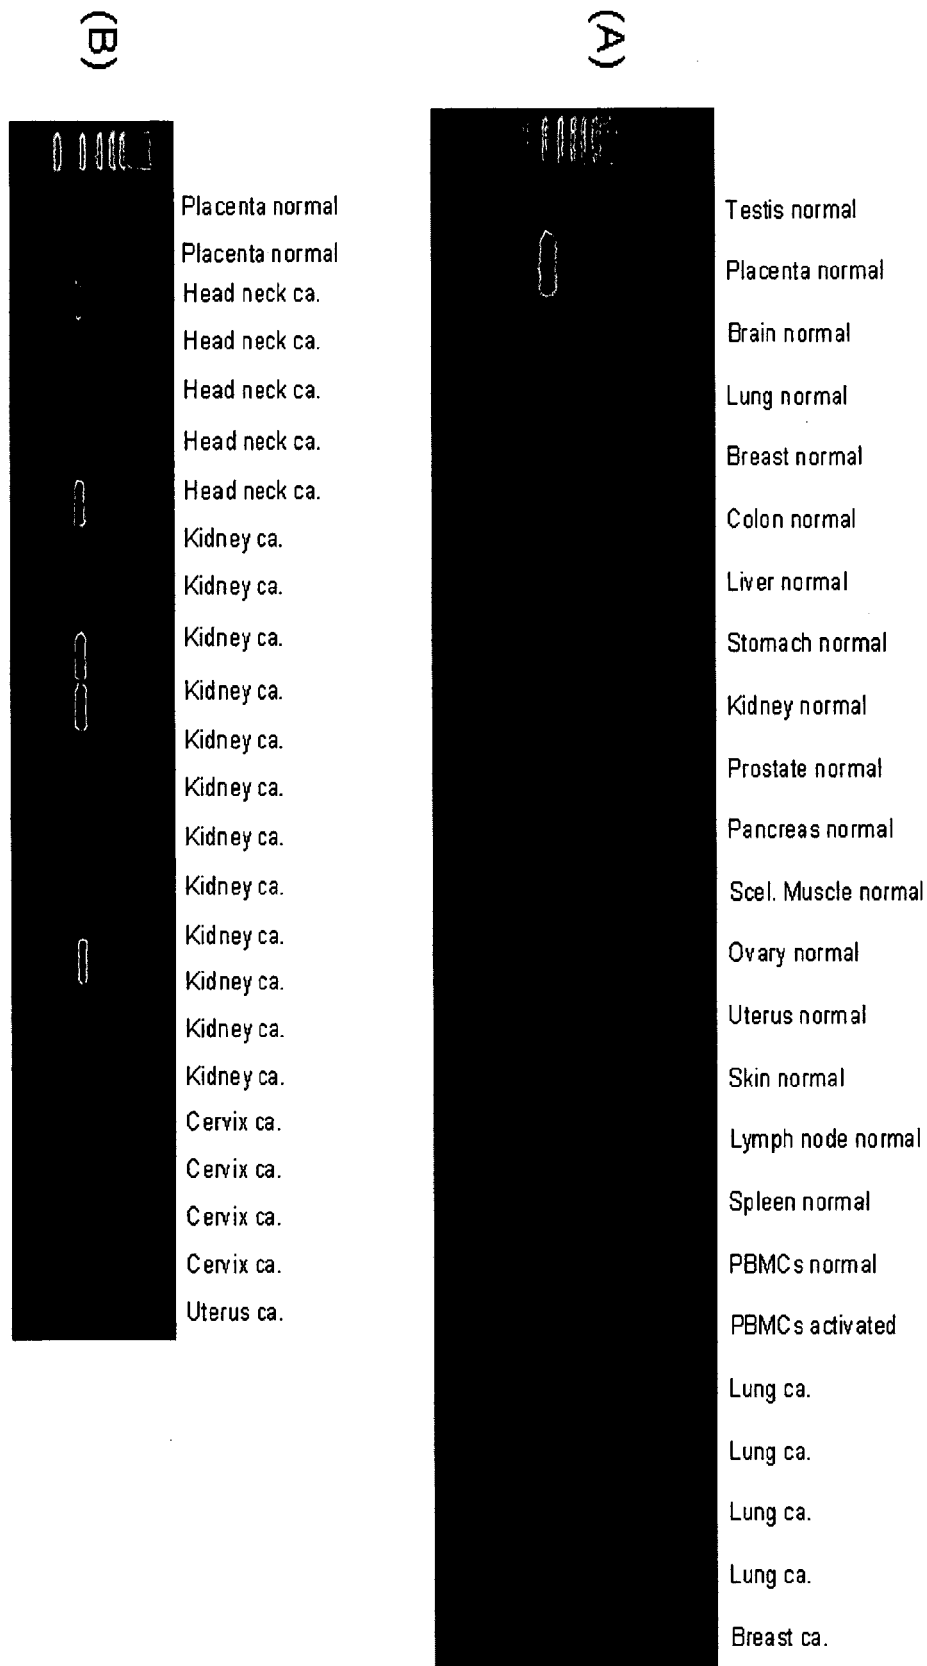 (B)
Placenta normal
Placenta normal
Head neck ca.
Head neck ca.
Head neck ca.
Head neck ca.
Head neck ca.
Kidney ca.
Kidney ca.
Kidney ca.
Kidney ca.
Kidney ca.
Kidney ca.
Kidney ca.
Kidney ca.
Kidney ca.
Kidney ca.
Kidney ca.
Kidney ca.
Cervix ca.
Cervix ca.
Cervix ca.
Cervix ca.
Uterus ca.
(A)
Testis normal
Placenta normal
Brain normal
Lung normal
Breast normal
Colon normal
Liver normal
Stomach normal
Kidney normal
Prostate normal
Pancreas normal
Scel. Muscle normal
Ovary normal
Uterus normal
Skin normal
Lymph node normal
Spleen normal
PBMCs normal
PBMCs activated
Lung ca.
Lung ca.
Lung ca.
Lung ca.
Breast ca.